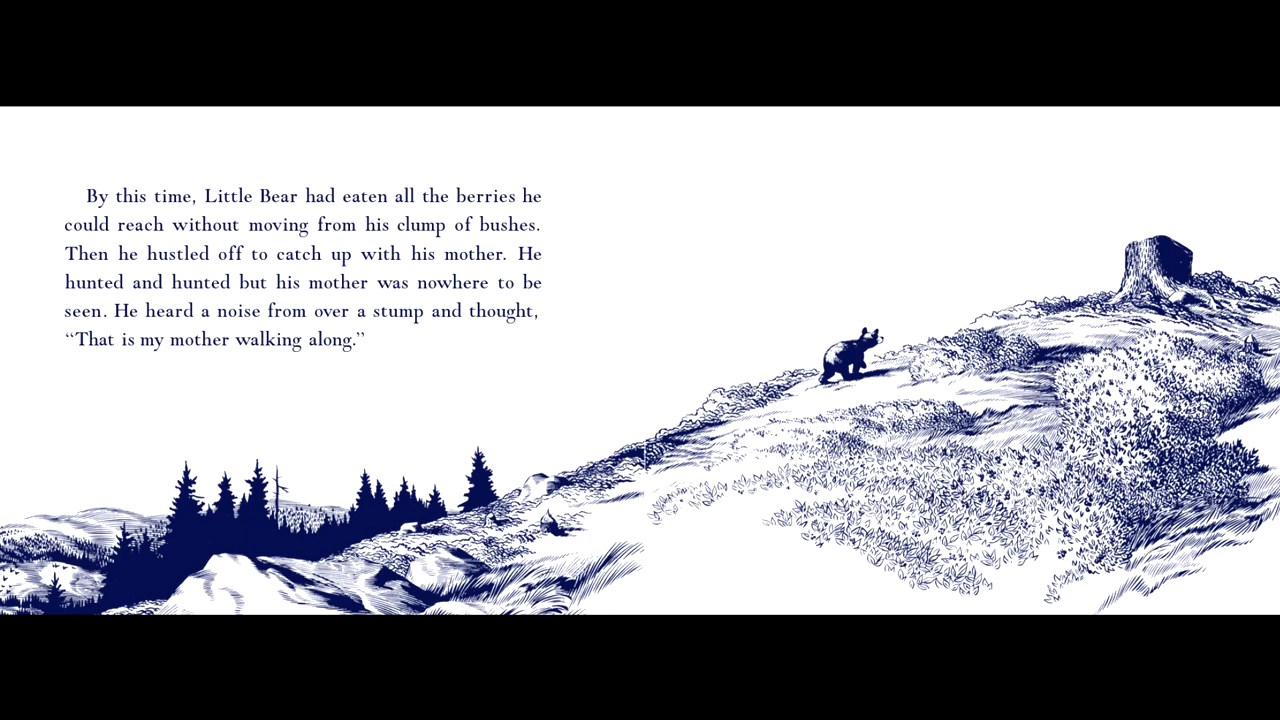 By this time, Little Bear had eaten all the berries he
could reach without moving from his clump of bushes.
Then he hustled off to catch up with his mother. He
hunted and hunted but his mother was nowhere to be
seen. He heard a noise from over a stump and thought,
“That is my mother walking along.”